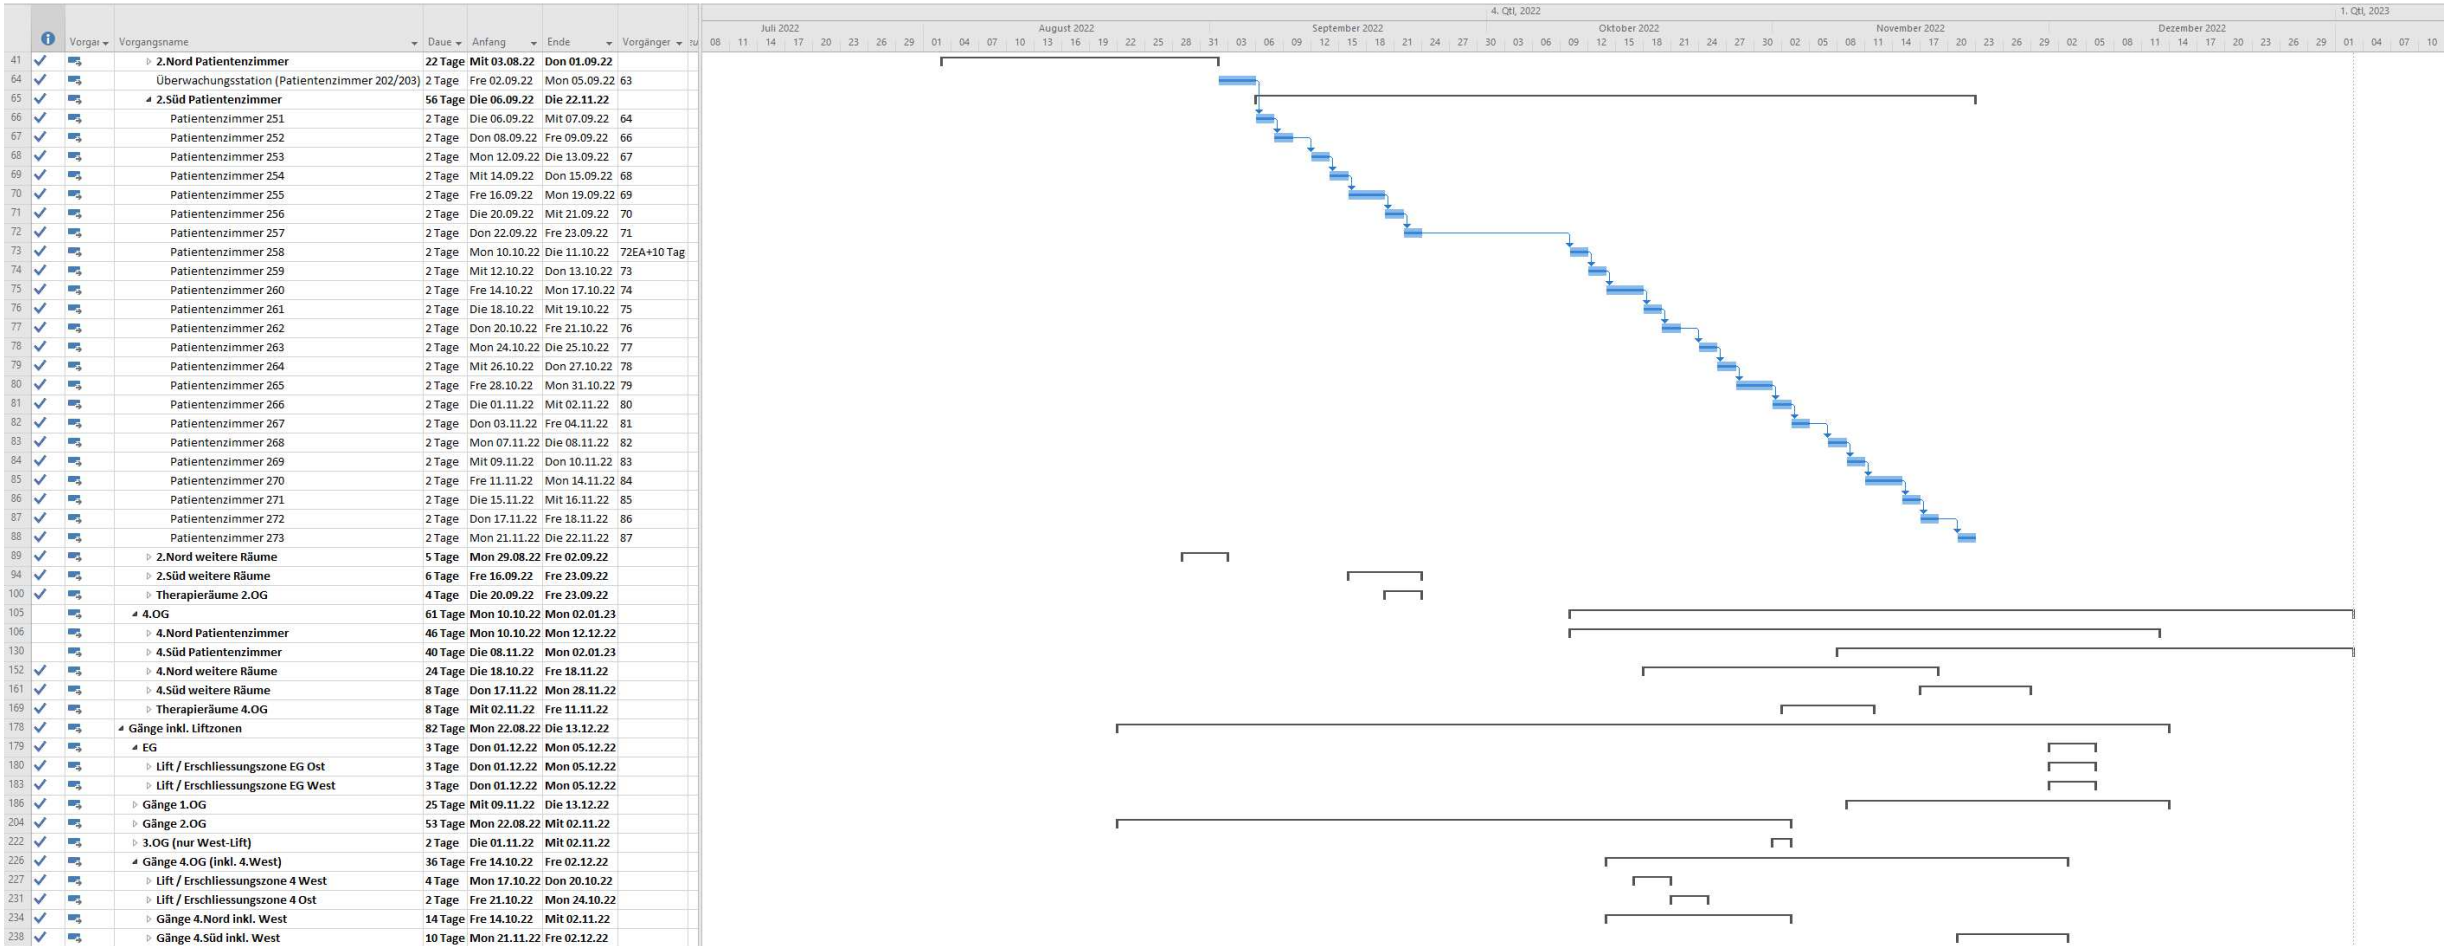 4. Qtl, 2022 1. Qtl, 2023
Juli 2022 August 2022 September 2022 Oktober 2022 November 2022 Dezember 2022
Vorgar Vorgangsname Daue Anfang Ende Vorgänger 08 11 14 17 20 23 26 29 01 04 07 10 13 16 19 22 25 28 31 03 06 09 12 15 18 21 24 27 30 03 06 09 12 15 18 21 24 27 30 02 05 08 11 14 17 20 23 26 29 02 05 08 11 14 17 20 23 26 29 01 04 07 10
41 2.Nord Patientenzimmer 22 Tage Mit 03.08.22 Don 01.09.22
64 Überwachungsstation (Patientenzimmer 202/203) 2 Tage Fre 02.09.22 Mon 05.09.22 63
65 2.Süd Patientenzimmer 56 Tage Die 06.09.22 Die 22.11.22
66 Patientenzimmer 251 2 Tage Die 06.09.22 Mit 07.09.22 64
67 Patientenzimmer 252 2 Tage Don 08.09.22 Fre 09.09.22 66
68 Patientenzimmer 253 2 Tage Mon 12.09.22 Die 13.09.22 67
69 Patientenzimmer 254 2 Tage Mit 14.09.22 Don 15.09.22 68
70 Patientenzimmer 255 2 Tage Fre 16.09.22 Mon 19.09.22 69
71 Patientenzimmer 256 2 Tage Die 20.09.22 Mit 21.09.22 70
72 Patientenzimmer 257 2 Tage Don 22.09.22 Fre 23.09.22 71
73 Patientenzimmer 258 2 Tage Mon 10.10.22 Die 11.10.22 72EA+10 Tag
74 Patientenzimmer 259 2 Tage Mit 12.10.22 Don 13.10.22 73
75 Patientenzimmer 260 2 Tage Fre 14.10.22 Mon 17.10.22 74
76 Patientenzimmer 261 2 Tage Die 18.10.22 Mit 19.10.22 75
77 Patientenzimmer 262 2 Tage Don 20.10.22 Fre 21.10.22 76
78 Patientenzimmer 263 2 Tage Mon 24.10.22 Die 25.10.22 77
79 Patientenzimmer 264 2 Tage Mit 26.10.22 Don 27.10.22 78
80 Patientenzimmer 265 2 Tage Fre 28.10.22 Mon 31.10.22 79
81 Patientenzimmer 266 2 Tage Die 01.11.22 Mit 02.11.22 80
82 Patientenzimmer 267 2 Tage Don 03.11.22 Fre 04.11.22 81
83 Patientenzimmer 268 2 Tage Mon 07.11.22 Die 08.11.22 82
84 Patientenzimmer 269 2 Tage Mit 09.11.22 Don 10.11.22 83
85 Patientenzimmer 270 2 Tage Fre 11.11.22 Mon 14.11.22 84
86 Patientenzimmer 271 2 Tage Die 15.11.22 Mit 16.11.22 85
87 Patientenzimmer 272 2 Tage Don 17.11.22 Fre 18.11.22 86
88 Patientenzimmer 273 2 Tage Mon 21.11.22 Die 22.11.22 87
89 2.Nord weitere Räume 5 Tage Mon 29.08.22 Fre 02.09.22
94 2.Süd weitere Räume 6 Tage Fre 16.09.22 Fre 23.09.22
100 Therapieräume 2.OG 4 Tage Die 20.09.22 Fre 23.09.22
105 4.OG 61 Tage Mon 10.10.22 Mon 02.01.23
106 4.Nord Patientenzimmer 46 Tage Mon 10.10.22 Mon 12.12.22
130 4.Süd Patientenzimmer 40 Tage Die 08.11.22 Mon 02.01.23
152 4.Nord weitere Räume 24 Tage Die 18.10.22 Fre 18.11.22
161 4.Süd weitere Räume 8 Tage Don 17.11.22 Mon 28.11.22
169 Therapieräume 4.OG 8 Tage Mit 02.11.22 Fre 11.11.22
178 Gänge inkl. Liftzonen 82 Tage Mon 22.08.22 Die 13.12.22
179 EG 3 Tage Don 01.12.22 Mon 05.12.22
180 Lift / Erschliessungszone EG Ost 3 Tage Don 01.12.22 Mon 05.12.22
183 Lift / Erschliessungszone EG West 3 Tage Don 01.12.22 Mon 05.12.22
186 Gänge 1.OG 25 Tage Mit 09.11.22 Die 13.12.22
204 Gänge 2.OG 53 Tage Mon 22.08.22 Mit 02.11.22
222 3.OG (nur West-Lift) 2 Tage Die 01.11.22 Mit 02.11.22
226 Gänge 4.OG (inkl. 4.West) 36 Tage Fre 14.10.22 Fre 02.12.22
227 Lift / Erschliessungszone 4 West 4 Tage Mon 17.10.22 Don 20.10.22
231 Lift / Erschliessungszone 4 Ost 2 Tage Fre 21.10.22 Mon 24.10.22
234 Gänge 4.Nord inkl. West 14 Tage Fre 14.10.22 Mit 02.11.22
238 Gänge 4.Süd inkl. West 10 Tage Mon 21.11.22 Fre 02.12.22